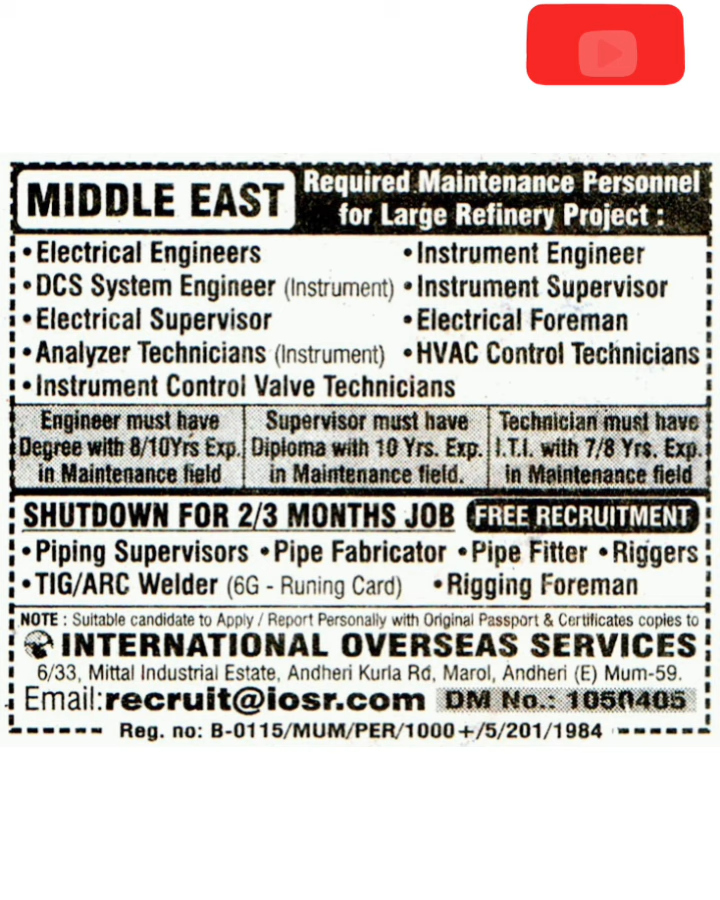 MIDDLE EAST
Required Maintenance Personnel
for Large Refinery Project :
• Electrical Engineers • Instrument Engineer
• DCS System Engineer (Instrument) • Instrument Supervisor
• Electrical Supervisor • Electrical Foreman
• Analyzer Technicians (Instrument) • HVAC Control Technicians
• Instrument Control Valve Technicians
Engineer must have
Degree with 8/10Yrs Exp.
in Maintenance field
Supervisor must have
Diploma with 10 Yrs. Exp.
in Maintenance field.
Technician must have
I.T.I. with 7/8 Yrs. Exp.
in Maintenance field
SHUTDOWN FOR 2/3 MONTHS JOB FREE RECRUITMENT
• Piping Supervisors • Pipe Fabricator • Pipe Fitter • Riggers
• TIG/ARC Welder (6G - Runing Card) • Rigging Foreman
NOTE : Suitable candidate to Apply / Report Personally with Original Passport & Certificates copies to
INTERNATIONAL OVERSEAS SERVICES
6/33, Mittal Industrial Estate, Andheri Kurla Rd, Marol, Andheri (E) Mum-59.
Email:recruit@iosr.com DM No.: 1050405
Reg. no: B-0115/MUM/PER/1000+/5/201/1984